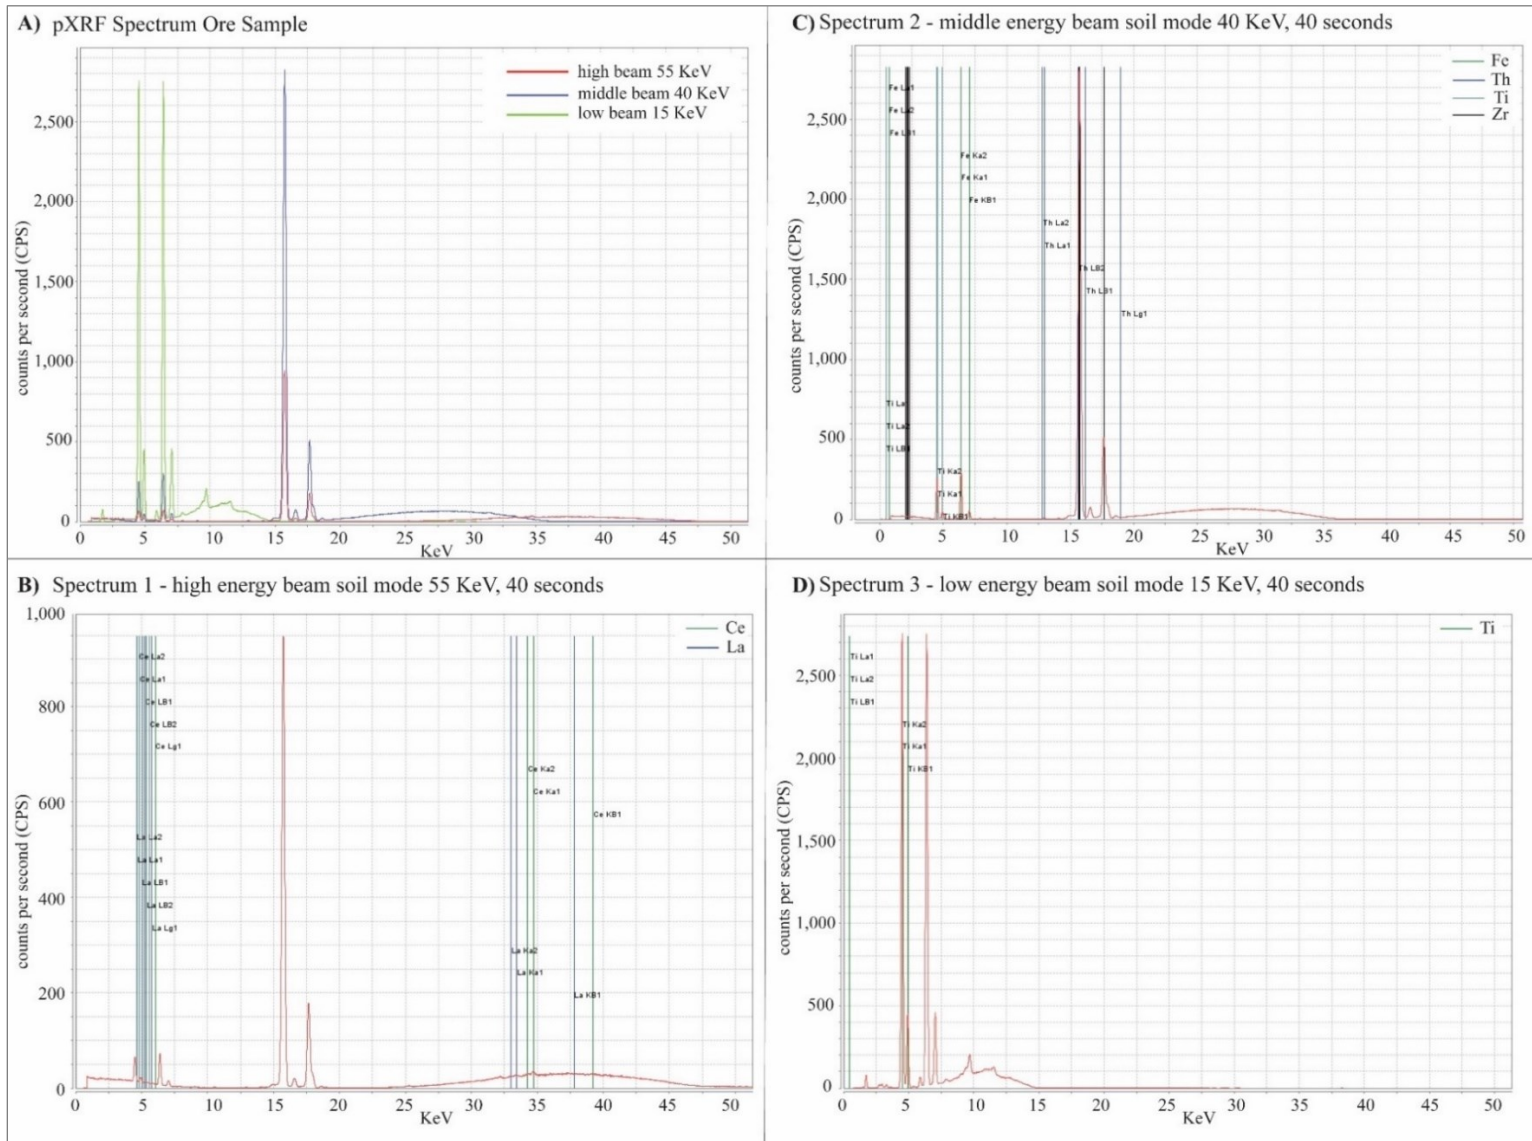 A) pXRF Spectrum Ore Sample
high beam 55 KeV
middle beam 40 KeV
low beam 15 KeV
counts per second (CPS)
2,500
2,000
1,500
1,000
500
0
0
5
10
15
20
25
30
35
40
45
50
KeV
C) Spectrum 2 - middle energy beam soil mode 40 KeV, 40 seconds
Fe
Th
Ti
Zr
counts per second (CPS)
2,500
2,000
1,500
1,000
500
0
Fe La1
Fe La2
Fe LB1
Fe Ka2
Fe Ka1
Fe KB1
Th La2
Th La1
Th LB2
Th LB1
Th Lg1
Ti La
Ti La2
Ti LB1
Ti Ka2
Ti Ka1
Ti KB1
0
5
10
15
20
25
30
35
40
45
50
KeV
B) Spectrum 1 - high energy beam soil mode 55 KeV, 40 seconds
Ce
La
counts per second (CPS)
1,000
800
600
400
200
0
Ce La2
Ce La1
Ce LB1
Ce LB2
Ce Lg1
La La2
La La1
La LB1
La LB2
La Lg1
Ce Ka2
Ce Ka1
Ce KB1
La Ka2
La Ka1
La KB1
0
5
10
15
20
25
30
35
40
45
50
KeV
D) Spectrum 3 - low energy beam soil mode 15 KeV, 40 seconds
Ti
counts per second (CPS)
2,500
2,000
1,500
1,000
500
0
Ti La1
Ti La2
Ti LB1
Ti Ka2
Ti Ka1
Ti KB1
0
5
10
15
20
25
30
35
40
45
50
KeV